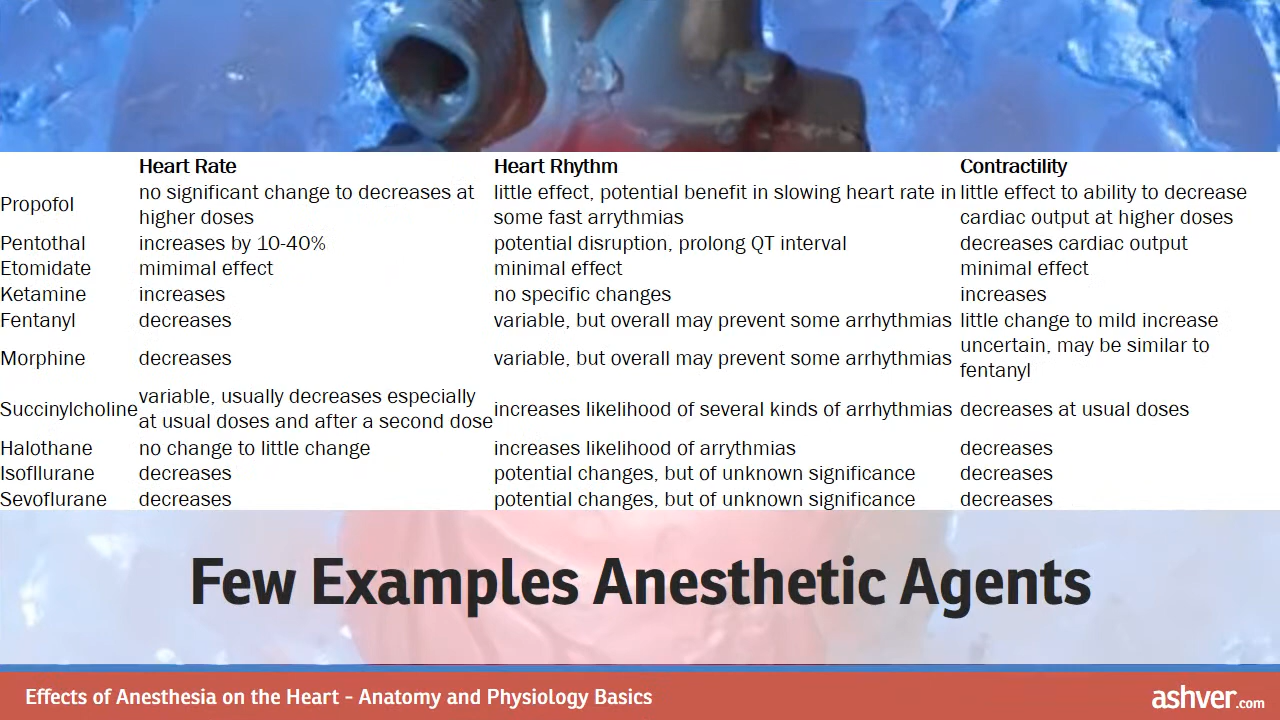 Heart Rate Heart Rhythm Contractility
Propofol no significant change to decreases at higher doses little effect, potential benefit in slowing heart rate in some fast arrythmias little effect to ability to decrease cardiac output at higher doses
Pentothal increases by 10-40% potential disruption, prolong QT interval decreases cardiac output
Etomidate mimimal effect minimal effect minimal effect
Ketamine increases no specific changes increases
Fentanyl decreases variable, but overall may prevent some arrhythmias little change to mild increase
Morphine decreases variable, but overall may prevent some arrhythmias uncertain, may be similar to fentanyl
Succinylcholine variable, usually decreases especially at usual doses and after a second dose increases likelihood of several kinds of arrhythmias decreases at usual doses
Halothane no change to little change increases likelihood of arrythmias decreases
Isofllurane decreases potential changes, but of unknown significance decreases
Sevoflurane decreases potential changes, but of unknown significance decreases
Few Examples Anesthetic Agents
Effects of Anesthesia on the Heart - Anatomy and Physiology Basics
ashver.com